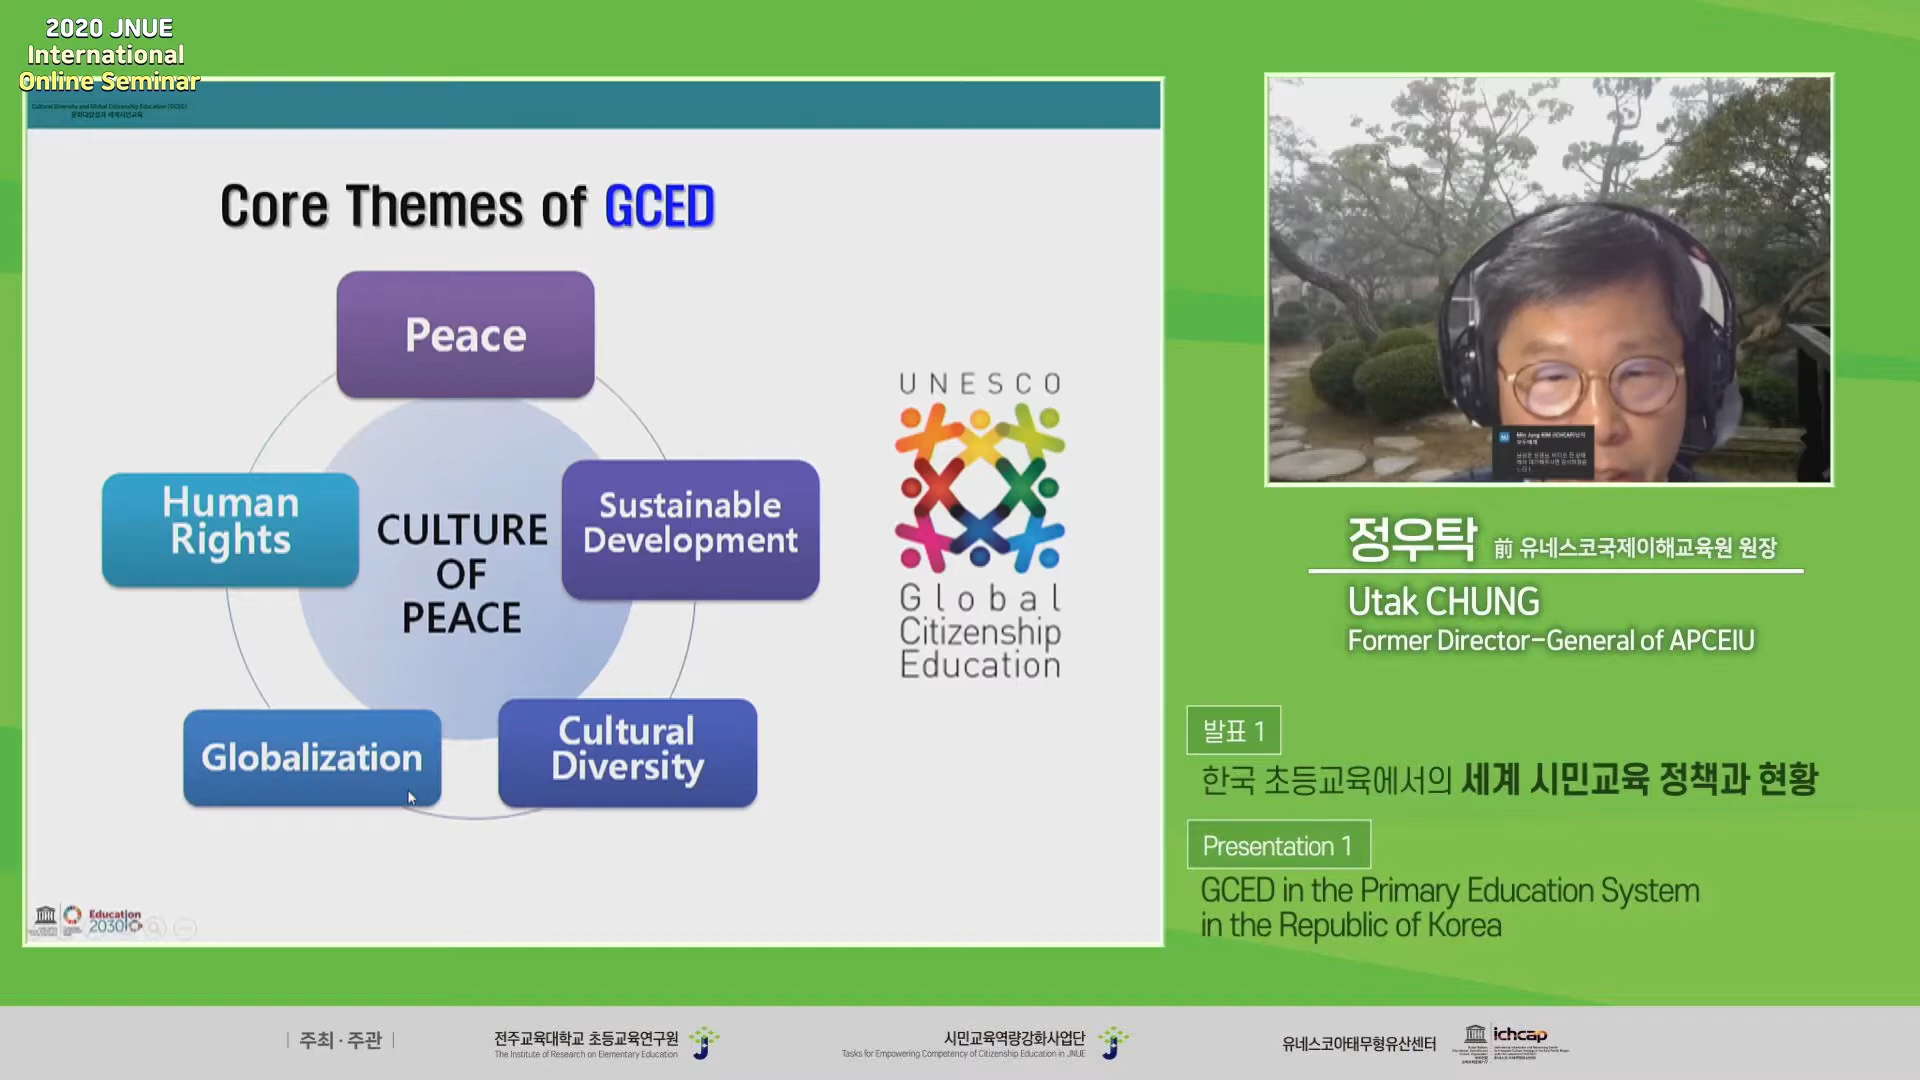 2020 JNUE
International
Online Seminar
Cultural Diversity and Global Citizenship Education (GCED)
문화다양성과 세계시민교육
Core Themes of GCED
Peace
Human
Rights
Sustainable
Development
CULTURE
OF
PEACE
Globalization
Cultural
Diversity
UNESCO
Global
Citizenship
Education
Education
2030
정우탁 前 유네스코국제이해교육원 원장
Utak CHUNG
Former Director-General of APCEIU
발표 1
한국 초등교육에서의 세계 시민교육 정책과 현황
Presentation 1
GCED in the Primary Education System
in the Republic of Korea
주최·주관
전주교육대학교 초등교육연구원
The Institute of Research on Elementary Education
시민교육역량강화사업단
Tasks for Empowering Competency of Citizenship Education in JNUE
유네스코아태무형유산센터
ichcap